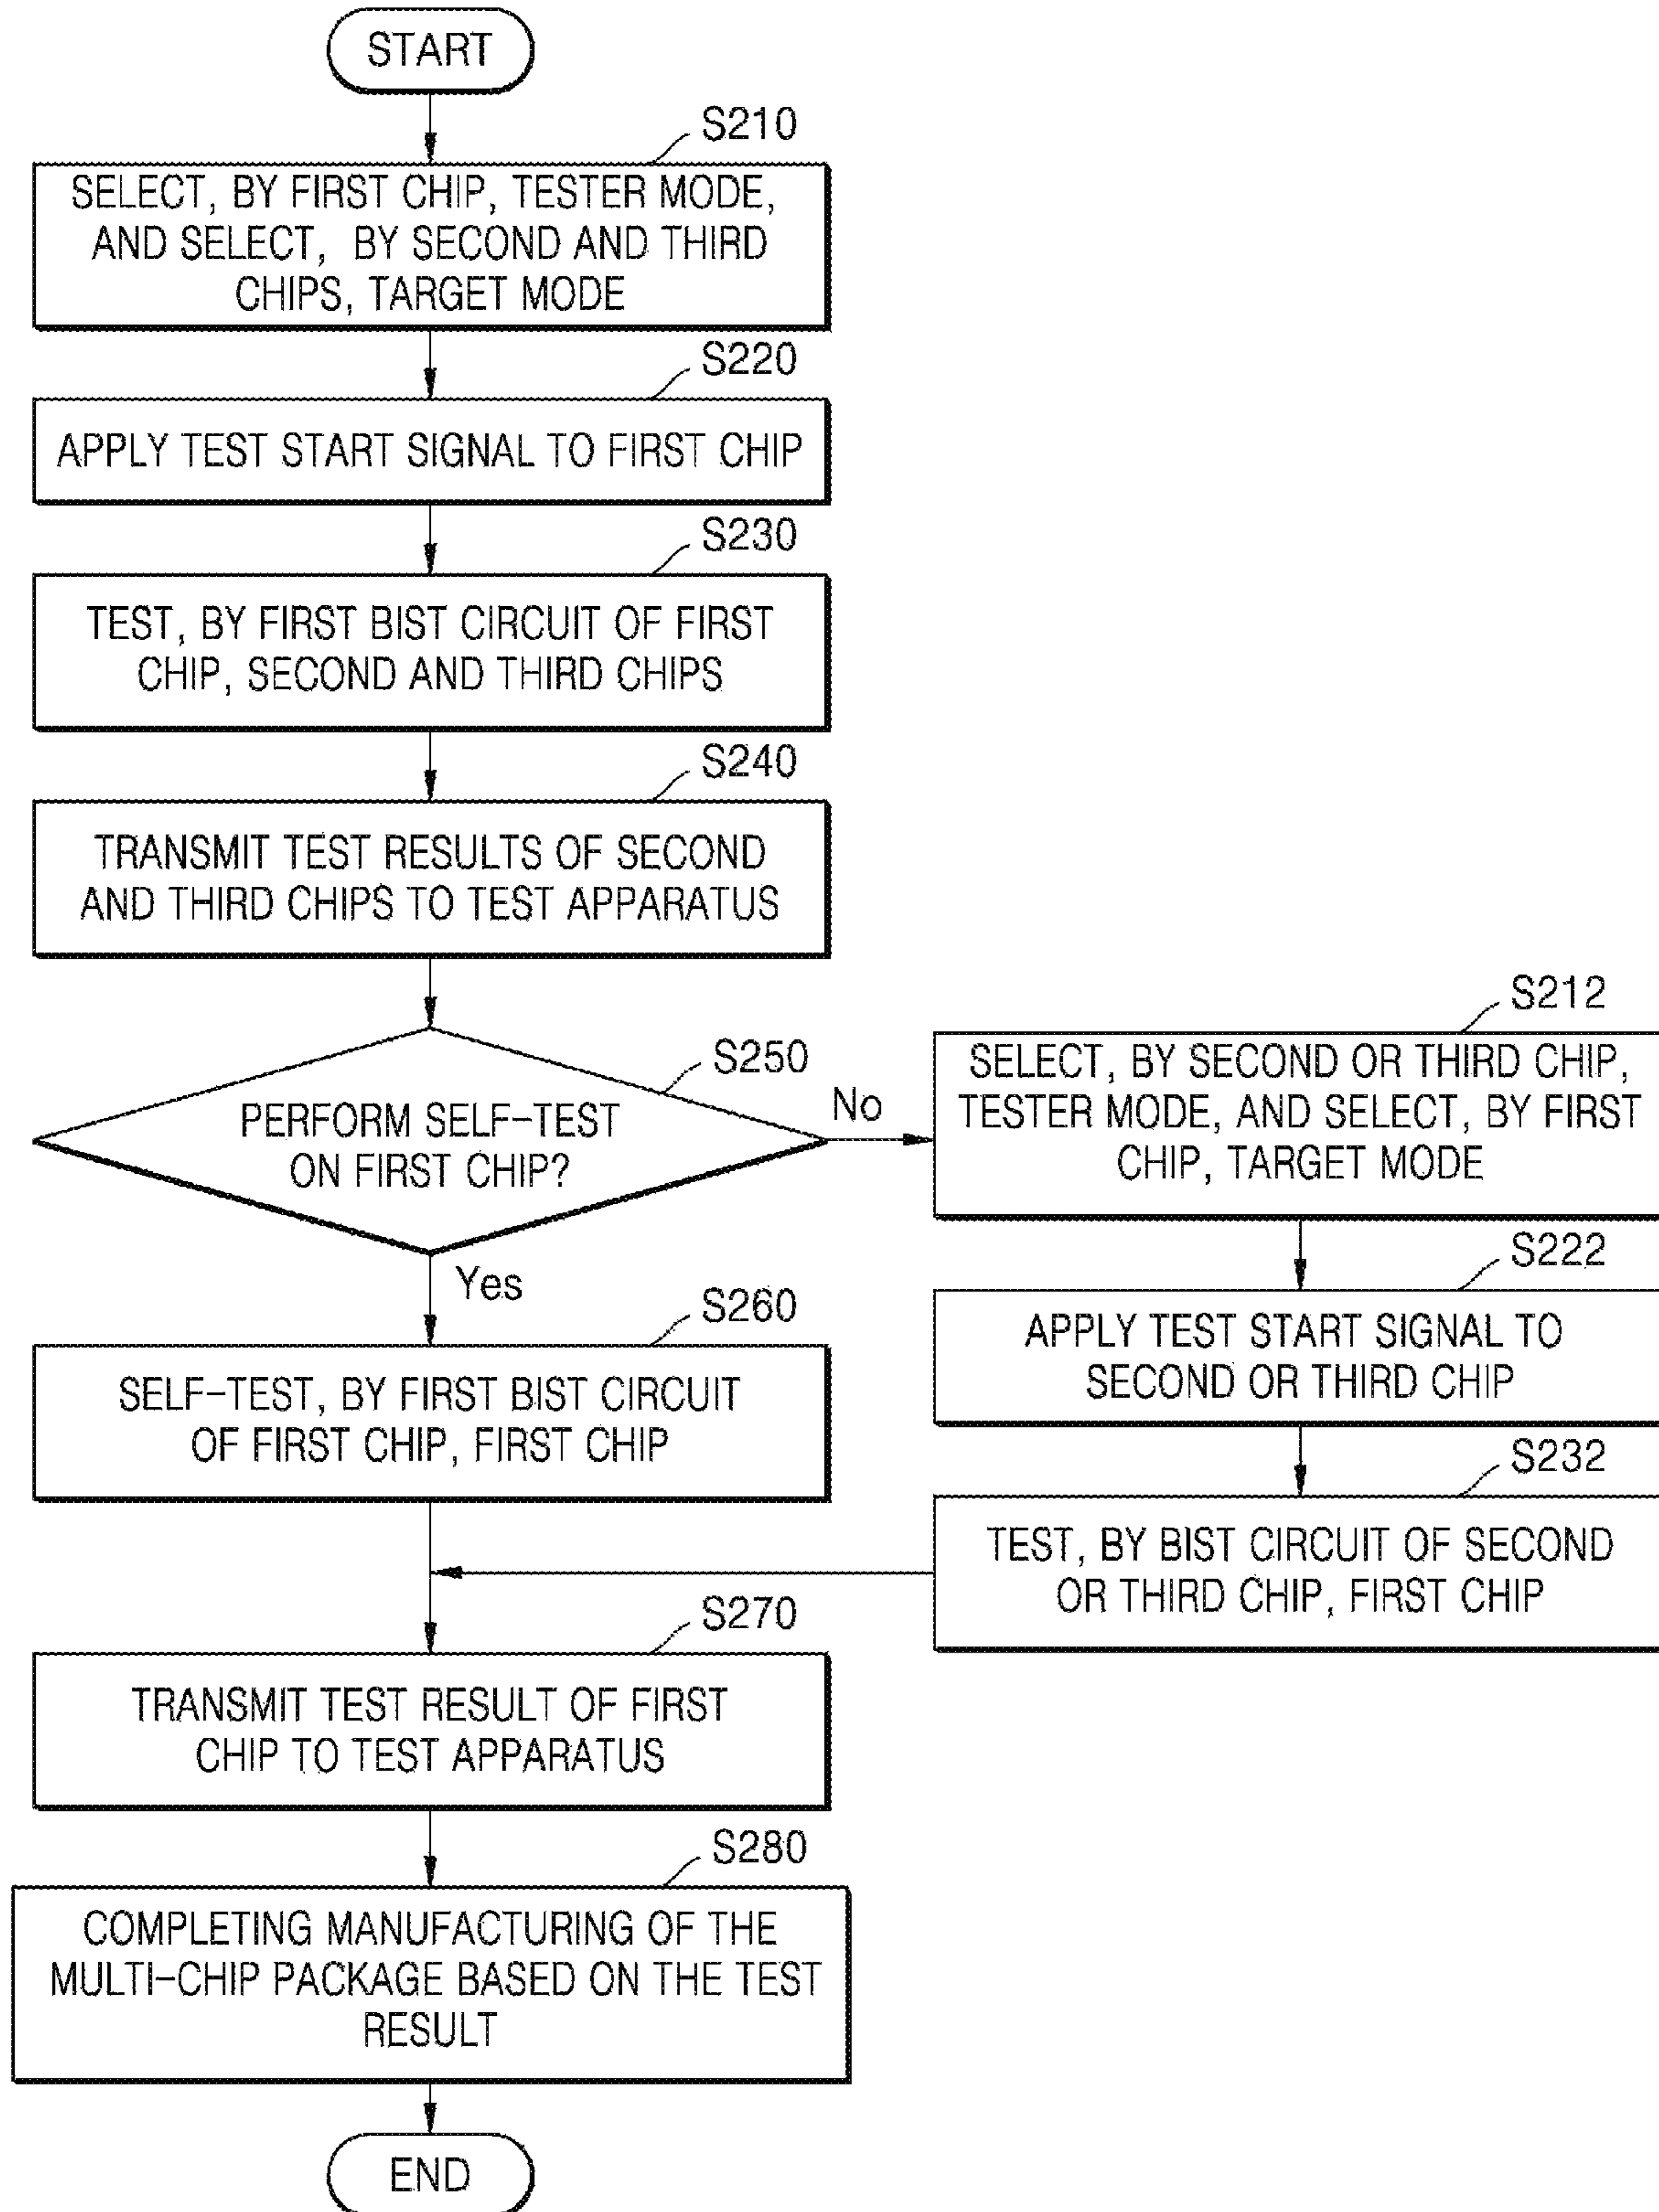 START
S210
SELECT, BY FIRST CHIP, TESTER MODE,
AND SELECT, BY SECOND AND THIRD
CHIPS, TARGET MODE
S220
APPLY TEST START SIGNAL TO FIRST CHIP
S230
TEST, BY FIRST BIST CIRCUIT OF FIRST
CHIP, SECOND AND THIRD CHIPS
S240
TRANSMIT TEST RESULTS OF SECOND
AND THIRD CHIPS TO TEST APPARATUS
S250
PERFORM SELF-TEST
ON FIRST CHIP?
No
Yes
S212
SELECT, BY SECOND OR THIRD CHIP,
TESTER MODE, AND SELECT, BY FIRST
CHIP, TARGET MODE
S222
APPLY TEST START SIGNAL TO
SECOND OR THIRD CHIP
S232
TEST, BY BIST CIRCUIT OF SECOND
OR THIRD CHIP, FIRST CHIP
S260
SELF-TEST, BY FIRST BIST CIRCUIT
OF FIRST CHIP, FIRST CHIP
S270
TRANSMIT TEST RESULT OF FIRST
CHIP TO TEST APPARATUS
S280
COMPLETING MANUFACTURING OF THE
MULTI-CHIP PACKAGE BASED ON THE TEST
RESULT
END